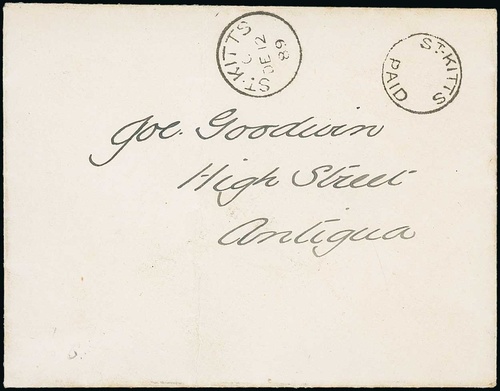 ST·KITTS
C
DE 12
89
ST·KITTS
PAID
Joe. Goodwin
High Street
Antigua